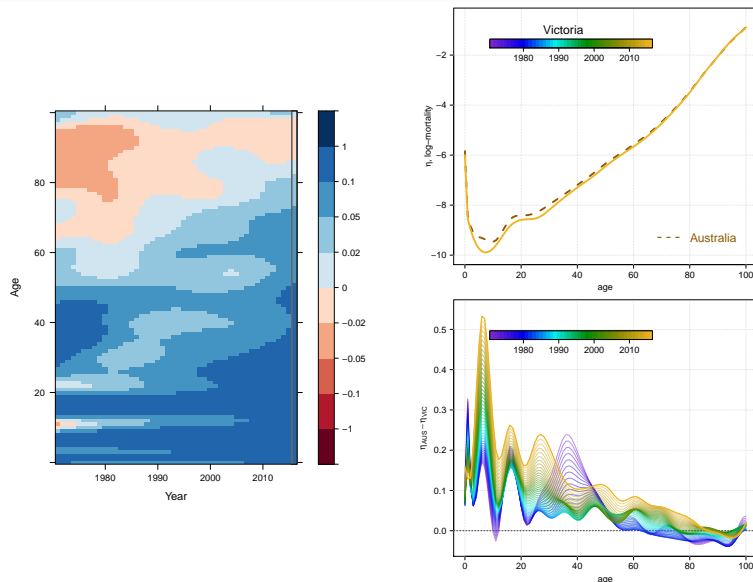 Age
80
60
40
20
1980
1990
2000
2010
Year
1
0.1
0.05
0.02
0
−0.02
−0.05
−0.1
−1
Victoria
1980 1990 2000 2010
η, log−mortality
−2
−4
−6
−8
−10
Australia
0 20 40 60 80 100
age
1980 1990 2000 2010
ηAUS − ηVIC
0.5
0.4
0.3
0.2
0.1
0.0
0 20 40 60 80 100
age